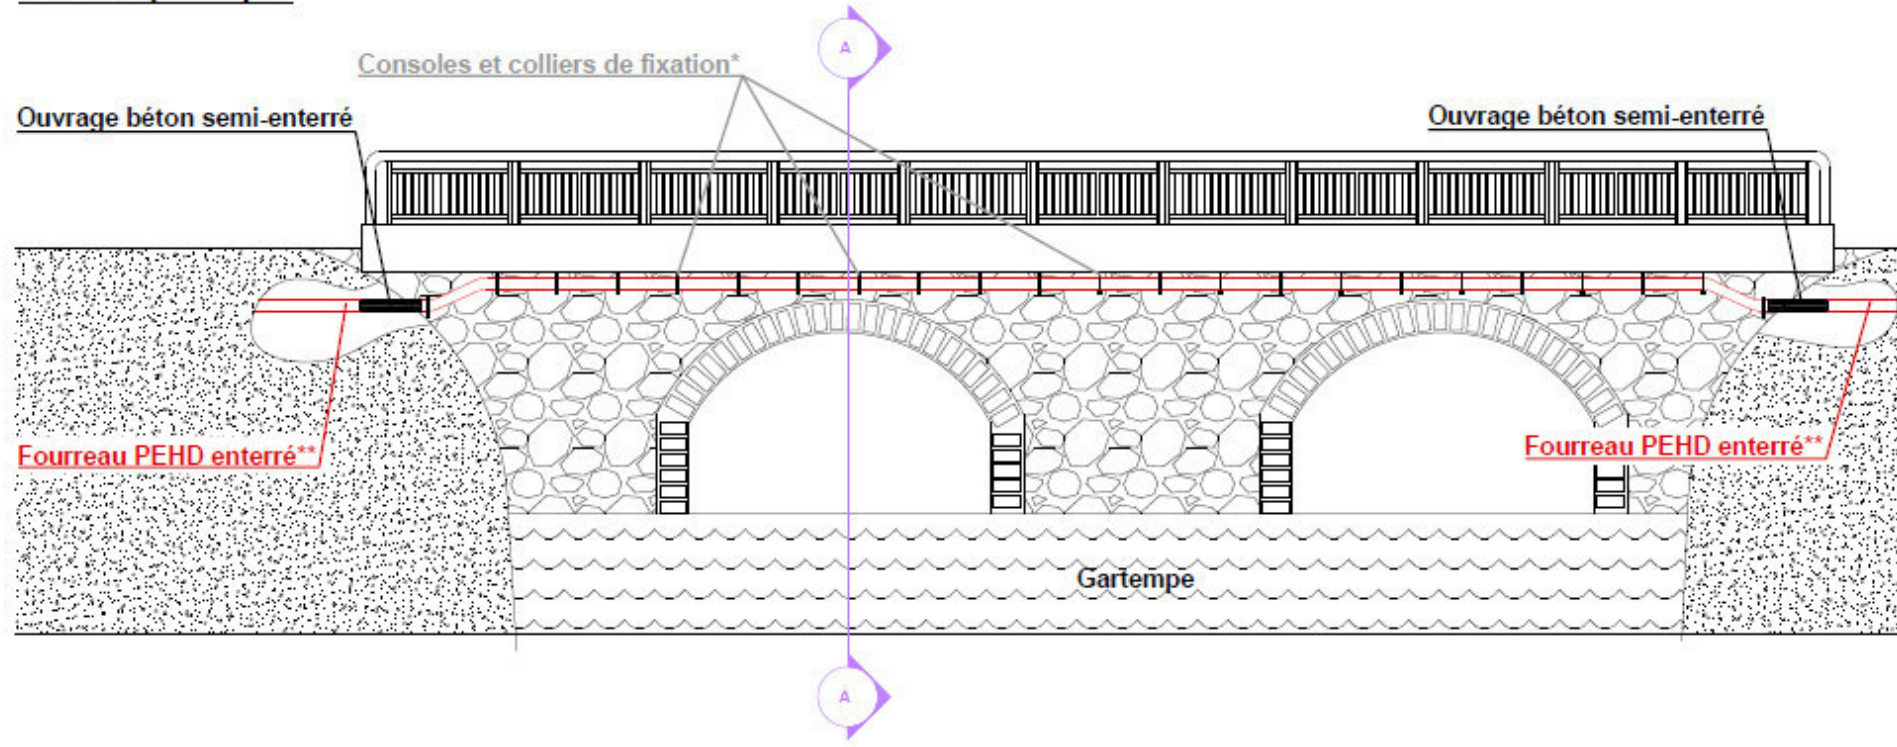 A
Consoles et colliers de fixation*
Ouvrage béton semi-enterré
Ouvrage béton semi-enterré
Fourreau PEHD enterré**
Fourreau PEHD enterré**
Gartempe
A